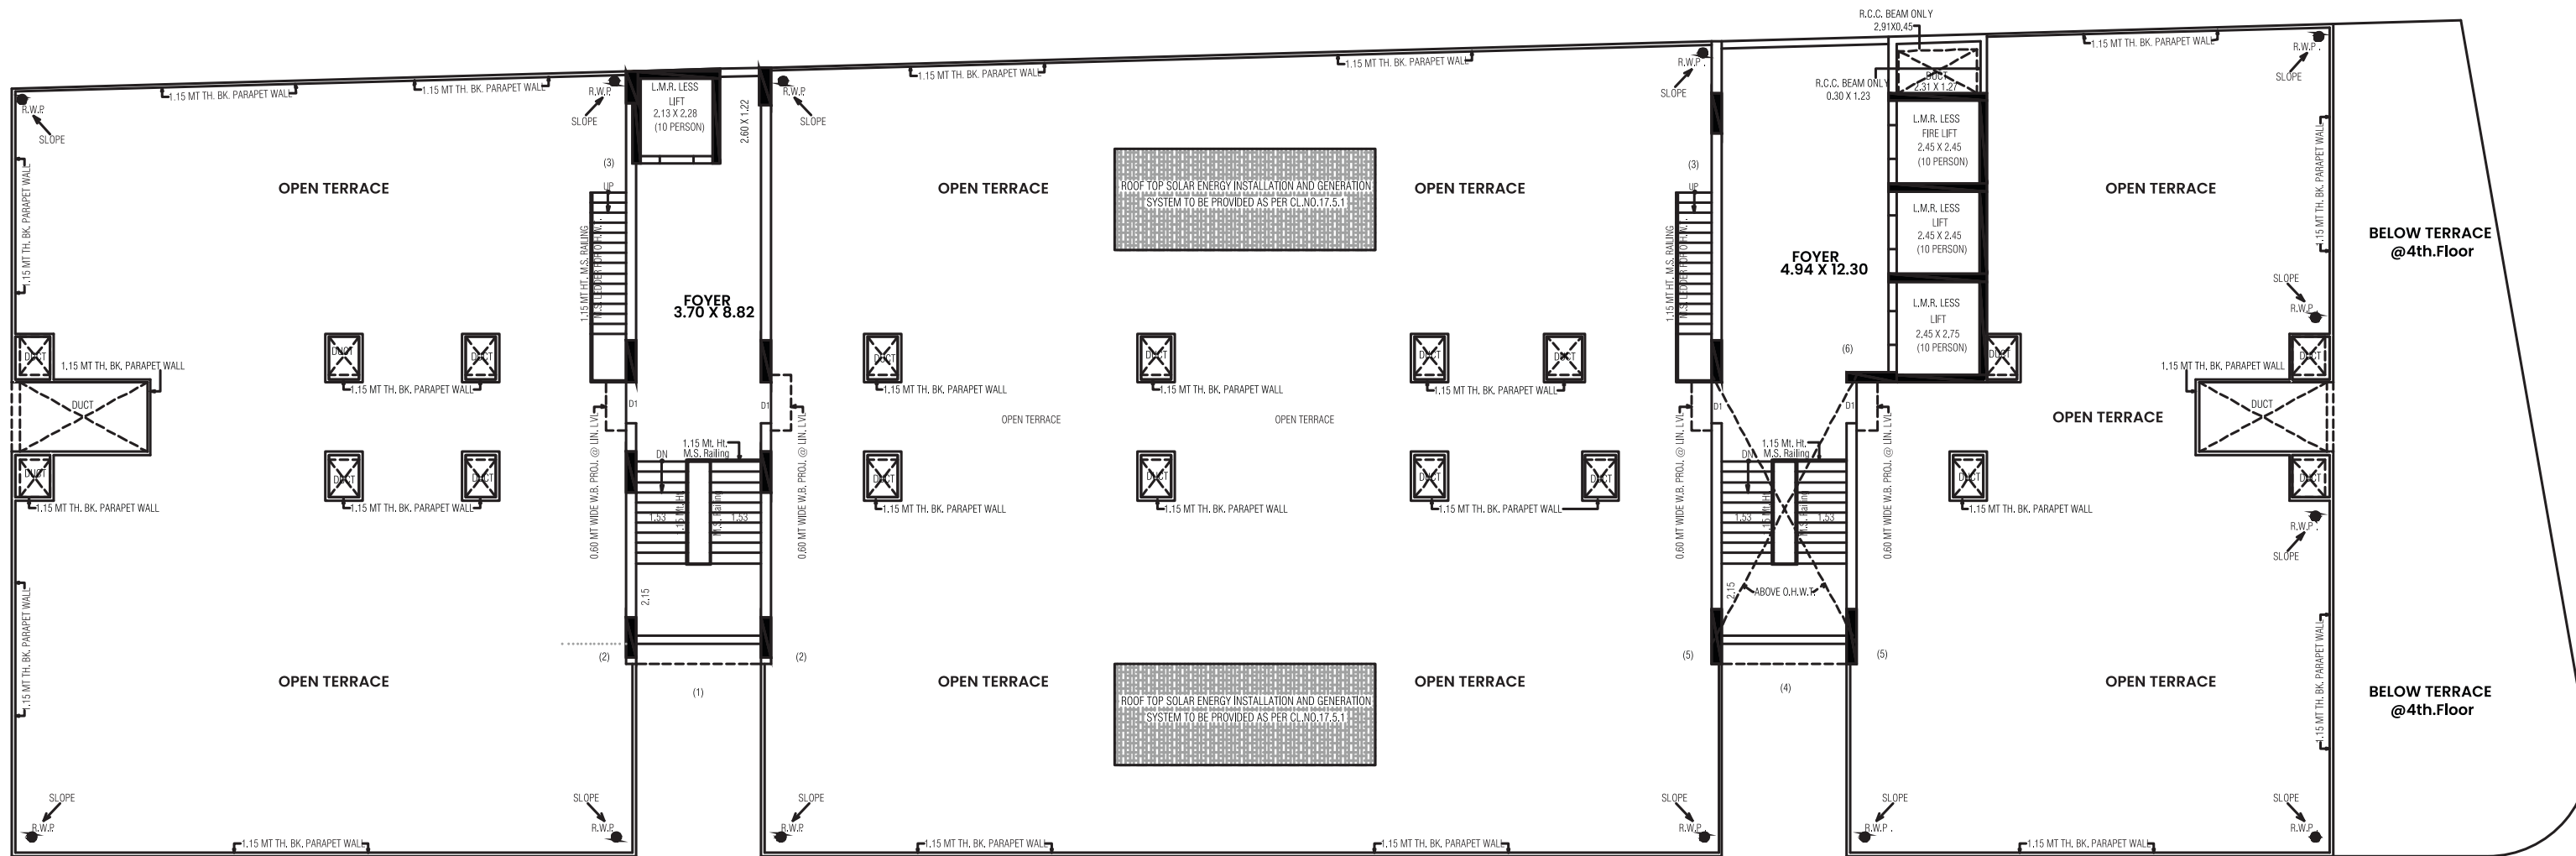 R.C.C. BEAM ONLY
2.91X0.45
1.15 MT TH. BK. PARAPET WALL
1.15 MT TH. BK. PARAPET WALL
1.15 MT TH. BK. PARAPET WALL
1.15 MT TH. BK. PARAPET WALL
1.15 MT TH. BK. PARAPET WALL
R.W.P.
SLOPE
R.W.P.
SLOPE
L.M.R. LESS
LIFT
2.13 X 2.28
(10 PERSON)
2.60 X 1.22
R.W.P.
SLOPE
R.W.P.
SLOPE
R.C.C. BEAM ONLY
0.30 X 1.23
DUCT
2.31 X 1.27
R.W.P.
SLOPE
L.M.R. LESS
FIRE LIFT
2.45 X 2.45
(10 PERSON)
1.15 MT TH. BK. PARAPET WALL
(3)
UP
OPEN TERRACE
OPEN TERRACE
ROOF TOP SOLAR ENERGY INSTALLATION AND GENERATION
SYSTEM TO BE PROVIDED AS PER CL.NO.17.5.1
OPEN TERRACE
(3)
UP
L.M.R. LESS
LIFT
2.45 X 2.45
(10 PERSON)
OPEN TERRACE
1.15 MT TH. BK. PARAPET WALL
BELOW TERRACE
@4th.Floor
1.15 MT HT. M.S. RAILING
FOYER
3.70 X 8.82
1.15 MT HT. M.S. RAILING
FOYER
4.94 X 12.30
L.M.R. LESS
LIFT
2.45 X 2.75
(10 PERSON)
SLOPE
R.W.P.
(6)
DUCT
DUCT
DUCT
DUCT
DUCT
DUCT
DUCT
DUCT
DUCT
1.15 MT TH. BK. PARAPET WALL
1.15 MT TH. BK. PARAPET WALL
1.15 MT TH. BK. PARAPET WALL
1.15 MT TH. BK. PARAPET WALL
1.15 MT TH. BK. PARAPET WALL
1.15 MT TH. BK. PARAPET WALL
1.15 MT TH. BK. PARAPET WALL
DUCT
D1
D1
OPEN TERRACE
OPEN TERRACE
D1
D1
OPEN TERRACE
DUCT
0.60 MT WIDE W.B. PROJ. @ LIN. LVL
0.60 MT WIDE W.B. PROJ. @ LIN. LVL
0.60 MT WIDE W.B. PROJ. @ LIN. LVL
0.60 MT WIDE W.B. PROJ. @ LIN. LVL
DN
1.15 Mt. Ht.
M.S. Railing
DN
1.15 Mt. Ht.
M.S. Railing
DUCT
DUCT
DUCT
DUCT
DUCT
DUCT
DUCT
DUCT
DUCT
1.15 MT TH. BK. PARAPET WALL
1.15 MT TH. BK. PARAPET WALL
1.15 MT TH. BK. PARAPET WALL
1.15 MT TH. BK. PARAPET WALL
1.15 MT TH. BK. PARAPET WALL
1.15 MT TH. BK. PARAPET WALL
1.53
1.15 Mt. Ht.
M.S. Railing
1.53
1.53
1.15 Mt. Ht.
M.S. Railing
1.53
R.W.P.
SLOPE
2.15
2.15
ABOVE O.H.W.T.
1.15 MT TH. BK. PARAPET WALL
1.15 MT TH. BK. PARAPET WALL
(2)
(2)
(5)
(5)
(1)
(4)
OPEN TERRACE
OPEN TERRACE
ROOF TOP SOLAR ENERGY INSTALLATION AND GENERATION
SYSTEM TO BE PROVIDED AS PER CL.NO.17.5.1
OPEN TERRACE
OPEN TERRACE
BELOW TERRACE
@4th.Floor
SLOPE
R.W.P.
SLOPE
R.W.P.
SLOPE
R.W.P.
SLOPE
R.W.P.
SLOPE
R.W.P.
SLOPE
R.W.P.
1.15 MT TH. BK. PARAPET WALL
1.15 MT TH. BK. PARAPET WALL
1.15 MT TH. BK. PARAPET WALL
1.15 MT TH. BK. PARAPET WALL